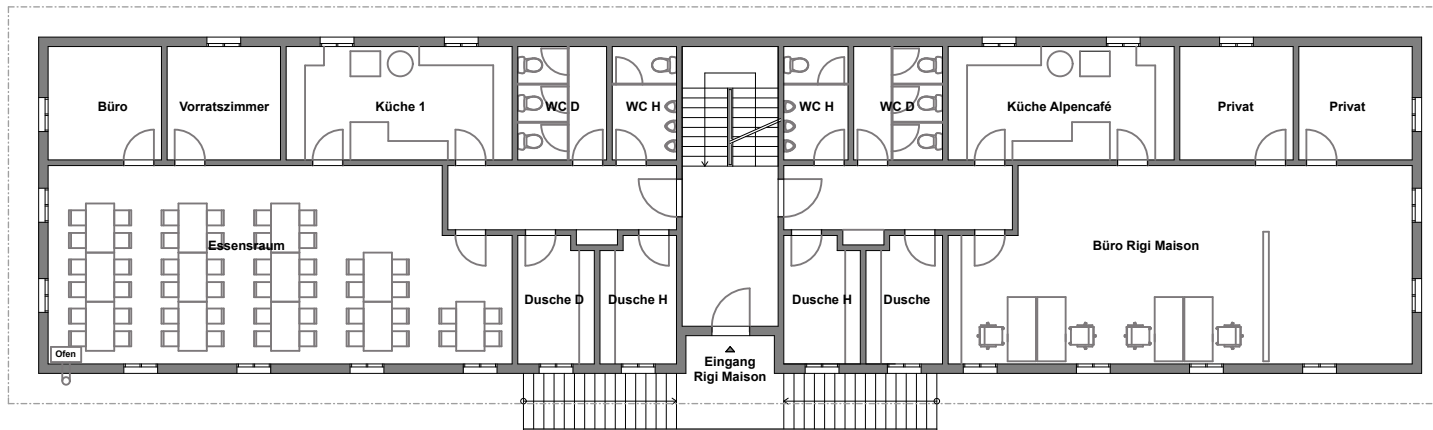 Büro
Vorratszimmer
Küche 1
WC D
WC H
WC H
WC D
Küche Alpencafé
Privat
Privat
Essensraum
Büro Rigi Maison
Dusche D
Dusche H
Dusche H
Dusche
Ofen
Eingang
Rigi Maison